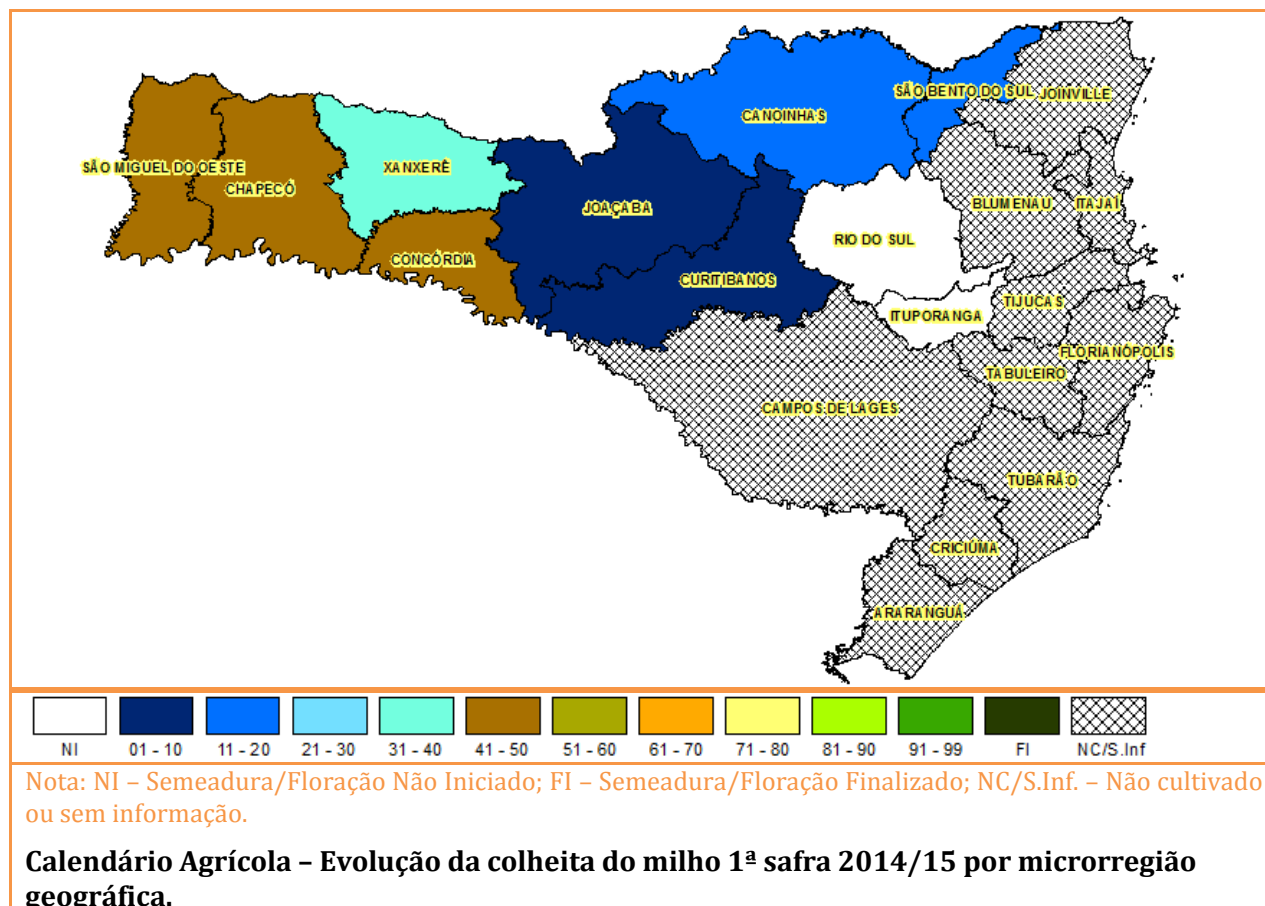 SÃO BENTO DO SUL
JOINVILLE
CANOINHAS
SÃO MIGUEL DO OESTE
XANXERÊ
CHAPECÓ
JOAÇABA
BLUMENAU
ITAJAÍ
RIO DO SUL
CONCÓRDIA
CURITIBANOS
TIJUCAS
ITUPORANGA
FLORIANÓPOLIS
TABULEIRO
CAMPOS DE LAGES
TUBARÃO
CRICIÚMA
ARARANGUÁ
NI 01 - 10 11 - 20 21 - 30 31 - 40 41 - 50 51 - 60 61 - 70 71 - 80 81 - 90 91 - 99 FI NC/S.Inf
Nota: NI – Semeadura/Floração Não Iniciado; FI – Semeadura/Floração Finalizado; NC/S.Inf. – Não cultivado
ou sem informação.
Calendário Agrícola – Evolução da colheita do milho 1ª safra 2014/15 por microrregião
geográfica.